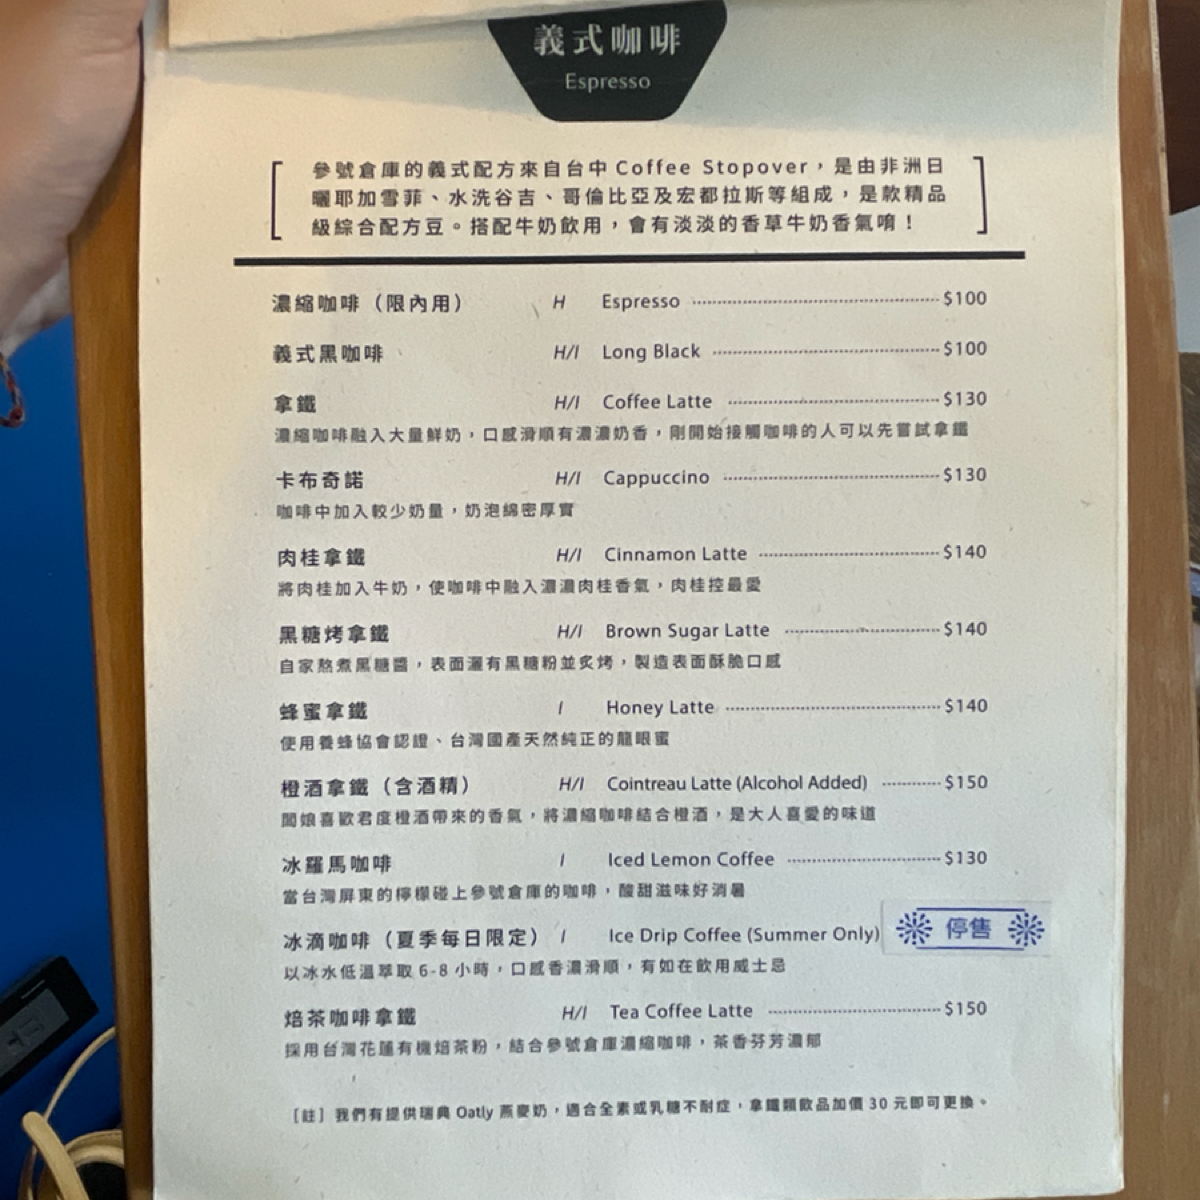 義式咖啡
Espresso
參號倉庫的義式配方來自台中 Coffee Stopover，是由非洲日
曬耶加雪菲、水洗谷吉、哥倫比亞及宏都拉斯等組成，是款精品
級綜合配方豆。搭配牛奶飲用，會有淡淡的香草牛奶香氣唷！
濃縮咖啡（限內用） H Espresso $100
義式黑咖啡 H/I Long Black $100
拿鐵 H/I Coffee Latte $130
濃縮咖啡融入大量鮮奶，口感滑順有濃濃奶香，剛開始接觸咖啡的人可以先嘗試拿鐵
卡布奇諾 H/I Cappuccino $130
咖啡中加入較少奶量，奶泡綿密厚實
肉桂拿鐵 H/I Cinnamon Latte $140
將肉桂加入牛奶，使咖啡中融入濃濃肉桂香氣，肉桂控最愛
黑糖烤拿鐵 H/I Brown Sugar Latte $140
自家熬煮黑糖醬，表面灑有黑糖粉並炙烤，製造表面酥脆口感
蜂蜜拿鐵 I Honey Latte $140
使用養蜂協會認證、台灣國產天然純正的龍眼蜜
橙酒拿鐵（含酒精） H/I Cointreau Latte (Alcohol Added) $150
闆娘喜歡君度橙酒帶來的香氣，將濃縮咖啡結合橙酒，是大人喜愛的味道
冰羅馬咖啡 I Iced Lemon Coffee $130
當台灣屏東的檸檬碰上參號倉庫的咖啡，酸甜滋味好消暑
冰滴咖啡（夏季每日限定） I Ice Drip Coffee (Summer Only) 停售
以冰水低溫萃取 6-8 小時，口感香濃滑順，有如在飲用威士忌
焙茶咖啡拿鐵 H/I Tea Coffee Latte $150
採用台灣花蓮有機焙茶粉，結合參號倉庫濃縮咖啡，茶香芬芳濃郁
［註］我們有提供瑞典 Oatly 燕麥奶，適合全素或乳糖不耐症，拿鐵類飲品加價 30 元即可更換。